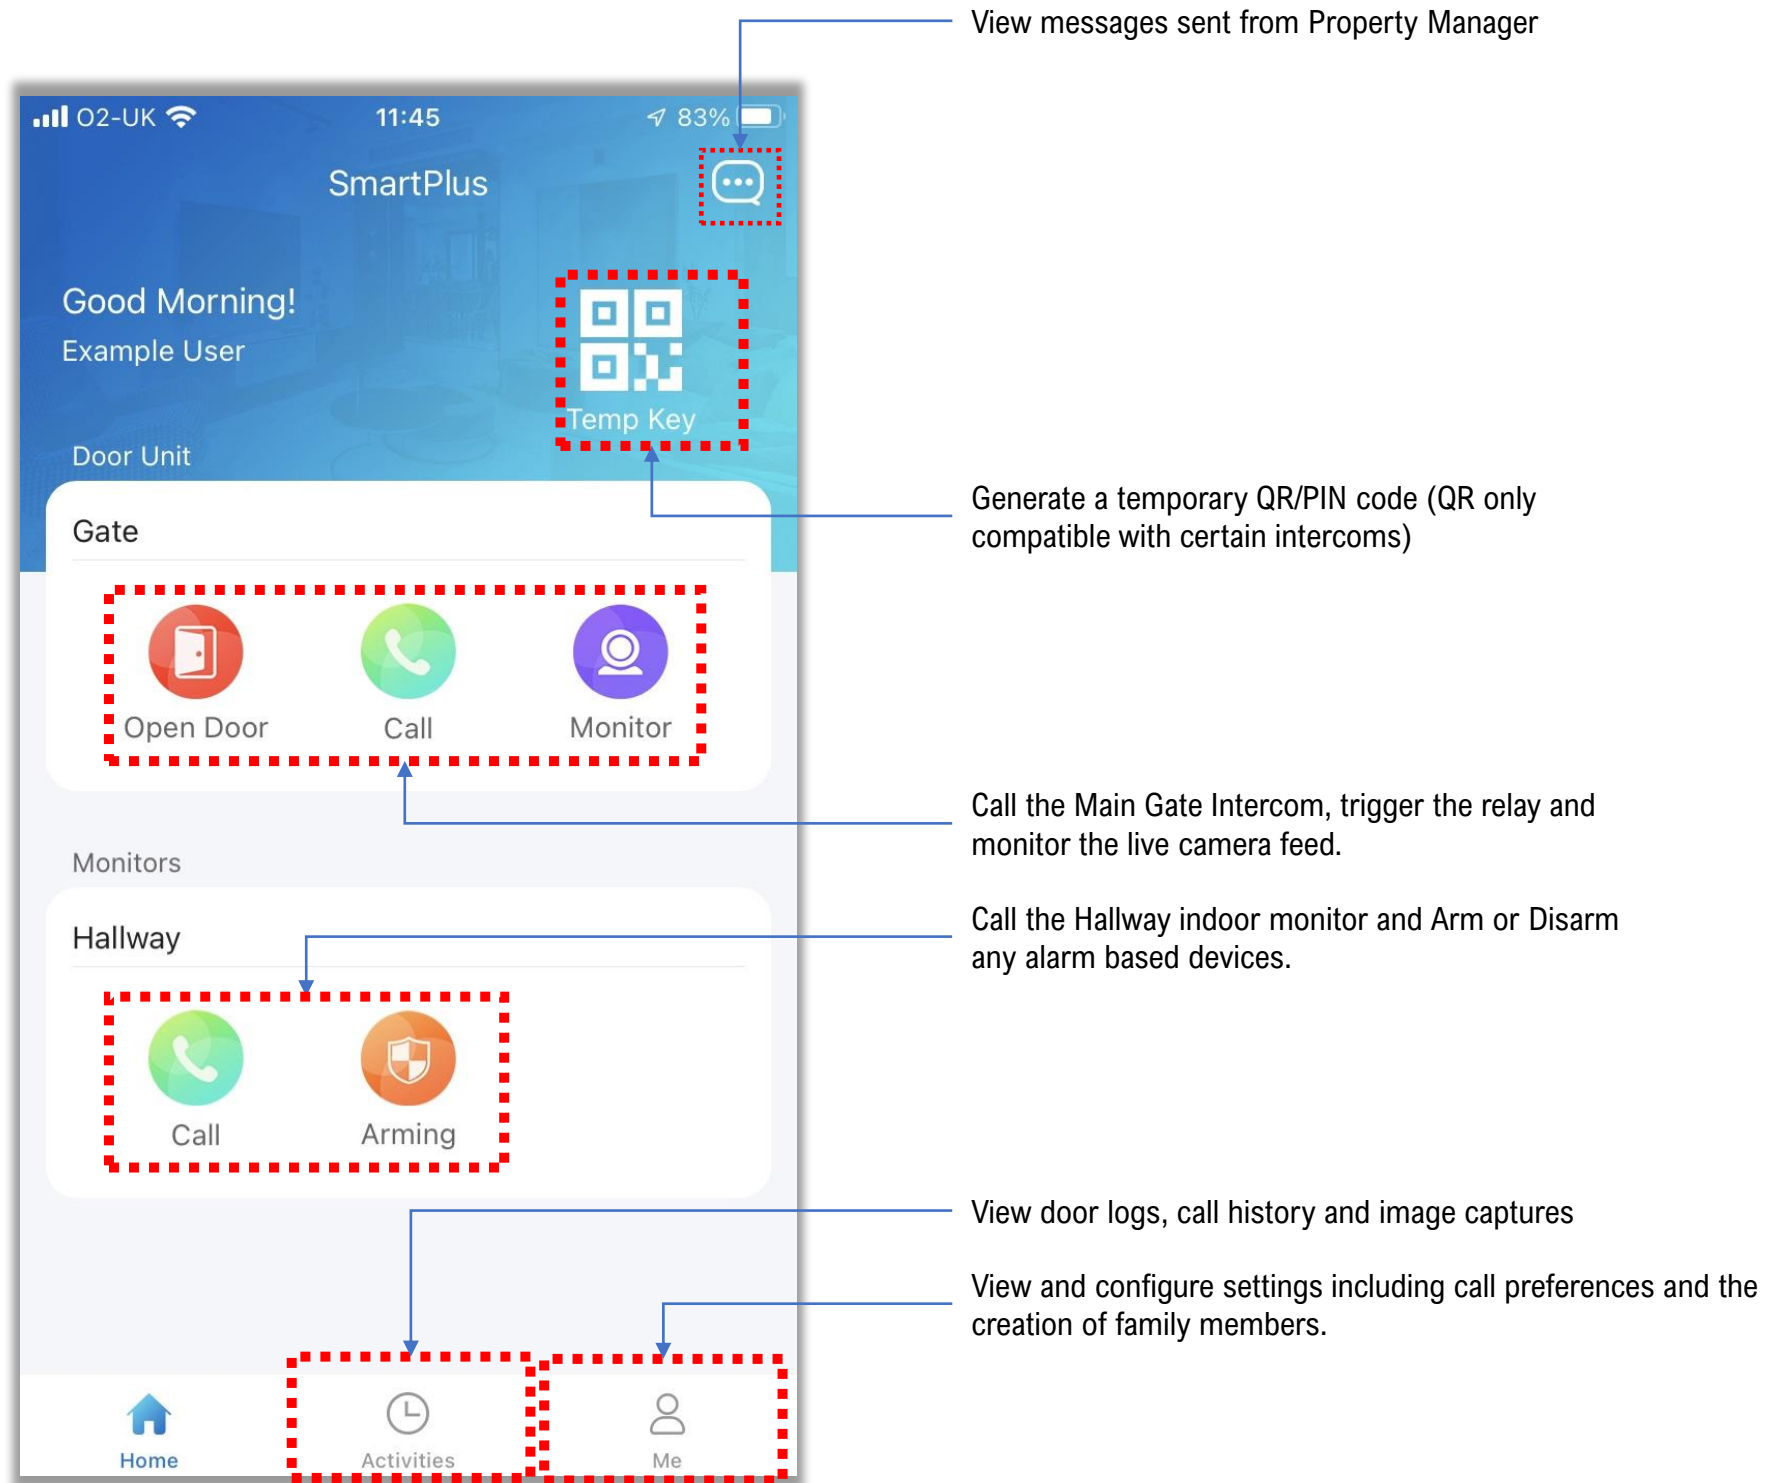 View messages sent from Property Manager
O2-UK 11:45 83%
SmartPlus
Good Morning!
Example User
Temp Key
Door Unit
Generate a temporary QR/PIN code (QR only
compatible with certain intercoms)
Gate
Open Door Call Monitor
Call the Main Gate Intercom, trigger the relay and
monitor the live camera feed.
Monitors
Call the Hallway indoor monitor and Arm or Disarm
any alarm based devices.
Hallway
Call Arming
View door logs, call history and image captures
View and configure settings including call preferences and the
creation of family members.
Home Activities Me